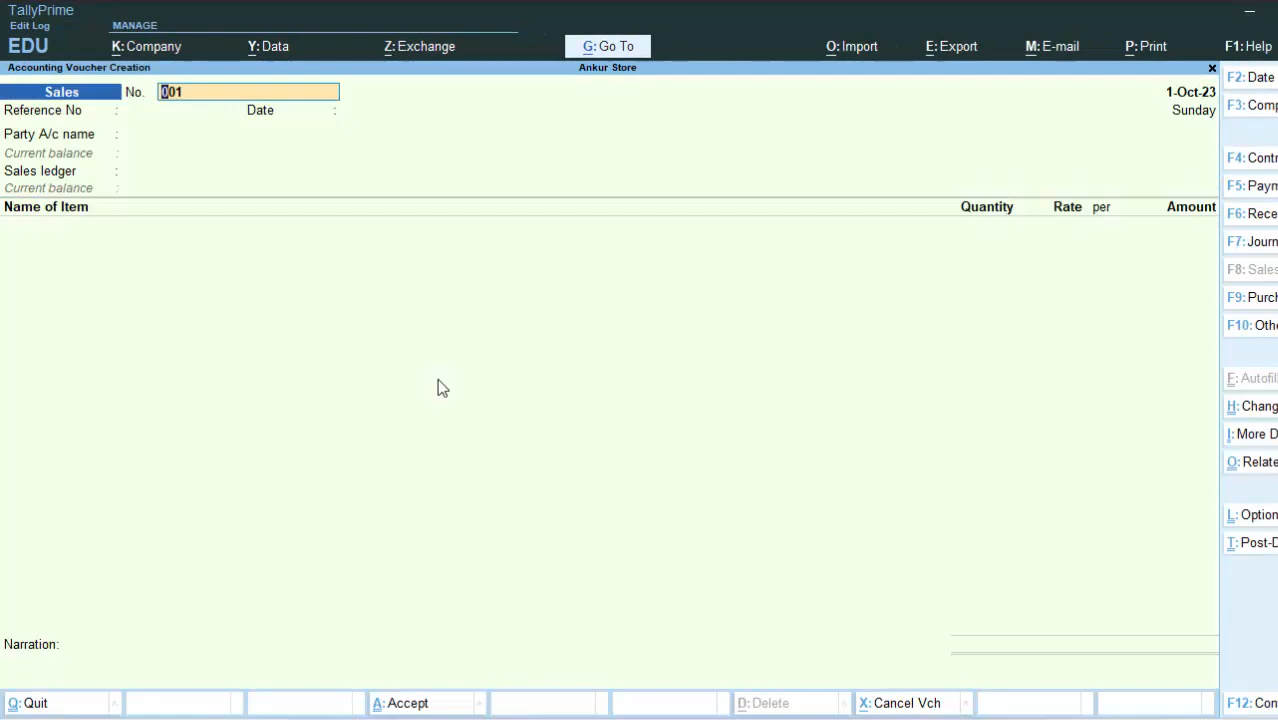 TallyPrime
Edit Log
MANAGE
EDU
K: Company
Y: Data
Z: Exchange
G: Go To
O: Import
E: Export
M: E-mail
P: Print
F1: Help
Accounting Voucher Creation
Ankur Store
F2: Date
Sales
No.
001
1-Oct-23
F3: Comp
Reference No :
Date :
Sunday
Party A/c name :
Current balance :
F4: Contr
Sales ledger :
Current balance :
F5: Paym
Name of Item
Quantity
Rate per
Amount
F6: Rece
F7: Journ
F8: Sales
F9: Purch
F10: Othe
F: Autofil
H: Chang
I: More D
O: Relate
L: Option
T: Post-D
Narration:
Q: Quit
A: Accept
D: Delete
X: Cancel Vch
F12: Con